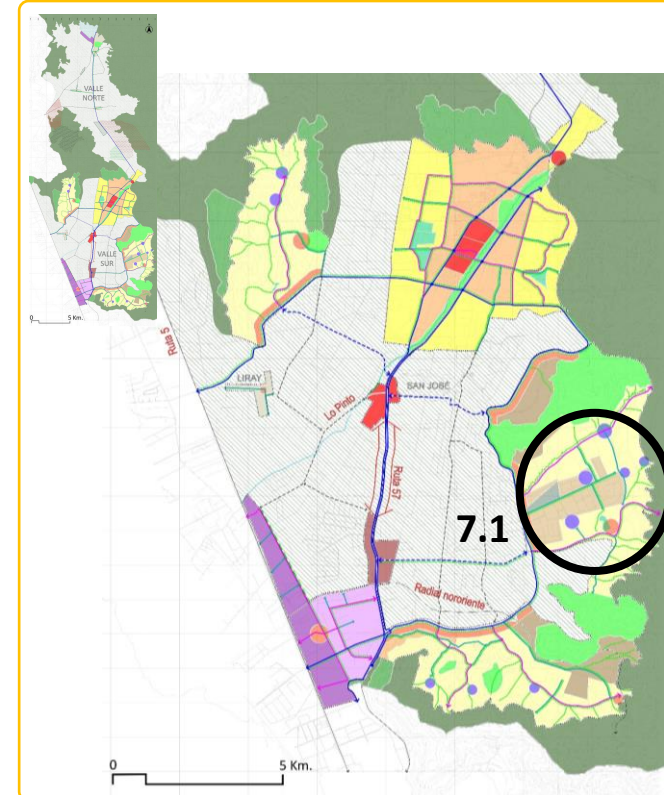 VALLE
NORTE
VALLE
SUR
0 5 Km.
Ruta 5
LIRAY
Lo Pinto
SAN JOSÉ
Ruta 57
7.1
Radial nororiente
0 5 Km.